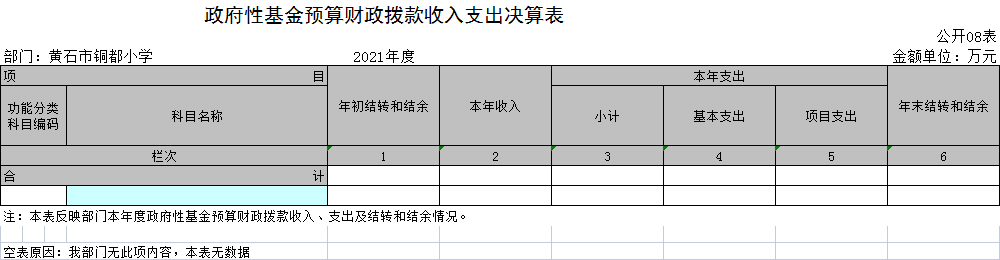 政府性基金预算财政拨款收入支出决算表
公开08表
部门：黄石市铜都小学 2021年度 金额单位：万元
项 目 年初结转和结余 本年收入 本年支出 年末结转和结余
功能分类科目编码 科目名称 小计 基本支出 项目支出
栏次 1 2 3 4 5 6
合 计
注：本表反映部门本年度政府性基金预算财政拨款收入、支出及结转和结余情况。
空表原因：我部门无此项内容，本表无数据